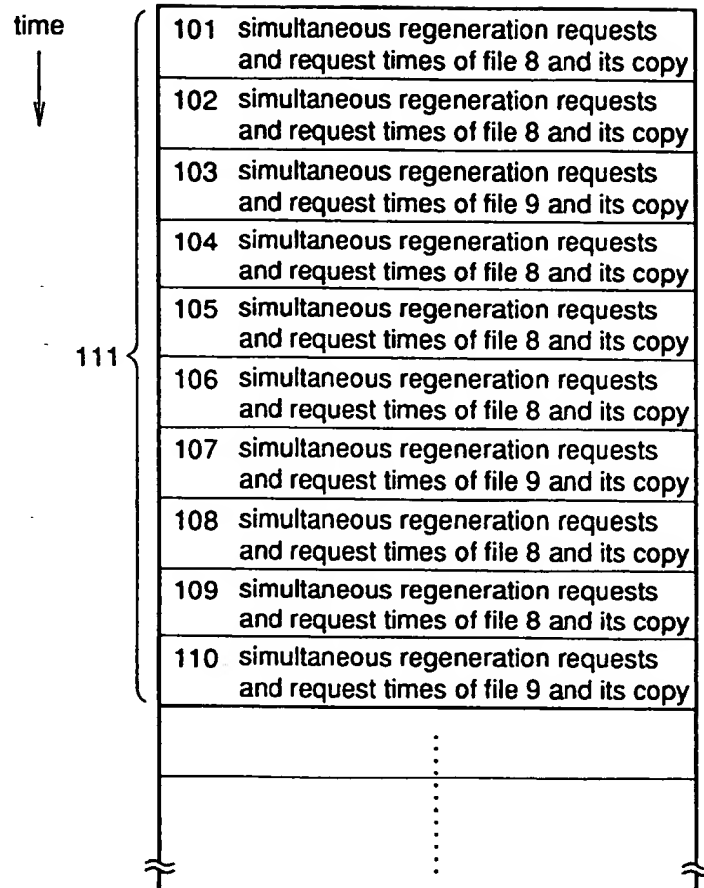 time
101 simultaneous regeneration requests
and request times of file 8 and its copy
102 simultaneous regeneration requests
and request times of file 8 and its copy
103 simultaneous regeneration requests
and request times of file 9 and its copy
104 simultaneous regeneration requests
and request times of file 8 and its copy
105 simultaneous regeneration requests
and request times of file 8 and its copy
111
106 simultaneous regeneration requests
and request times of file 8 and its copy
107 simultaneous regeneration requests
and request times of file 9 and its copy
108 simultaneous regeneration requests
and request times of file 8 and its copy
109 simultaneous regeneration requests
and request times of file 8 and its copy
110 simultaneous regeneration requests
and request times of file 9 and its copy